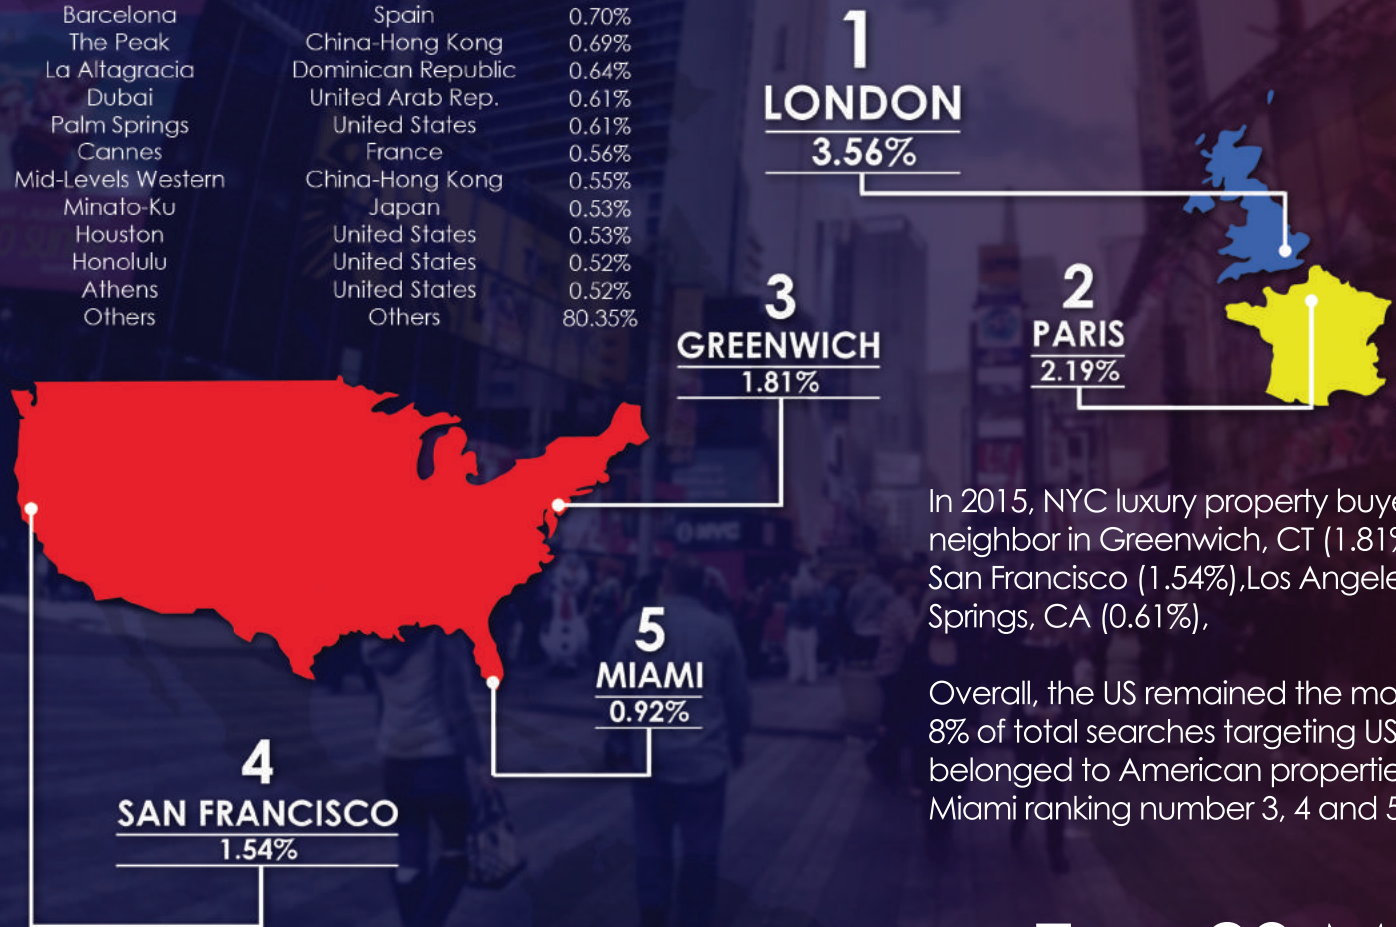 Barcelona Spain 0.70%
The Peak China-Hong Kong 0.69%
La Altagracia Dominican Republic 0.64%
Dubai United Arab Rep. 0.61%
Palm Springs United States 0.61%
Cannes France 0.56%
Mid-Levels Western China-Hong Kong 0.55%
Minato-Ku Japan 0.53%
Houston United States 0.53%
Honolulu United States 0.52%
Athens United States 0.52%
Others Others 80.35%
1
LONDON
3.56%
2
PARIS
2.19%
3
GREENWICH
1.81%
4
SAN FRANCISCO
1.54%
5
MIAMI
0.92%
In 2015, NYC luxury property
neighbor in Greenwich, CT (1.81%
San Francisco (1.54%),Los
Springs, CA (0.61%),
Overall, the US remained the
8% of total searches targeting US
belonged to American
Miami ranking number 3, 4 and 5